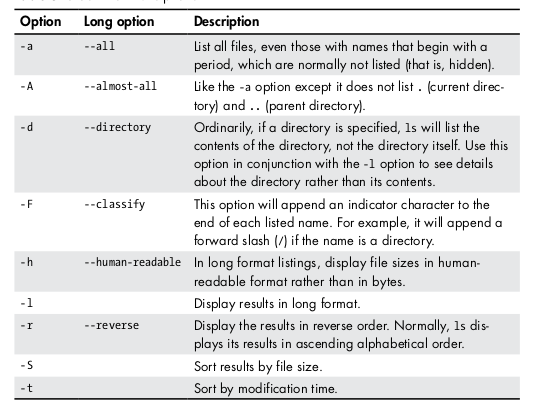 Option Long option Description
-a --all List all files, even those with names that begin with a
period, which are normally not listed (that is, hidden).
-A --almost-all Like the -a option except it does not list . (current direc-
tory) and .. (parent directory).
-d --directory Ordinarily, if a directory is specified, ls will list the
contents of the directory, not the directory itself. Use this
option in conjunction with the -l option to see details
about the directory rather than its contents.
-F --classify This option will append an indicator character to the
end of each listed name. For example, it will append a
forward slash (/) if the name is a directory.
-h --human-readable In long format listings, display file sizes in human-
readable format rather than in bytes.
-l Display results in long format.
-r --reverse Display the results in reverse order. Normally, ls dis-
plays its results in ascending alphabetical order.
-S Sort results by file size.
-t Sort by modification time.